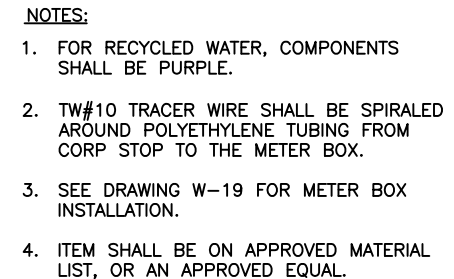 NOTES:
1. FOR RECYCLED WATER, COMPONENTS
SHALL BE PURPLE.
2. TW#10 TRACER WIRE SHALL BE SPIRALED
AROUND POLYETHYLENE TUBING FROM
CORP STOP TO THE METER BOX.
3. SEE DRAWING W-19 FOR METER BOX
INSTALLATION.
4. ITEM SHALL BE ON APPROVED MATERIAL
LIST, OR AN APPROVED EQUAL.